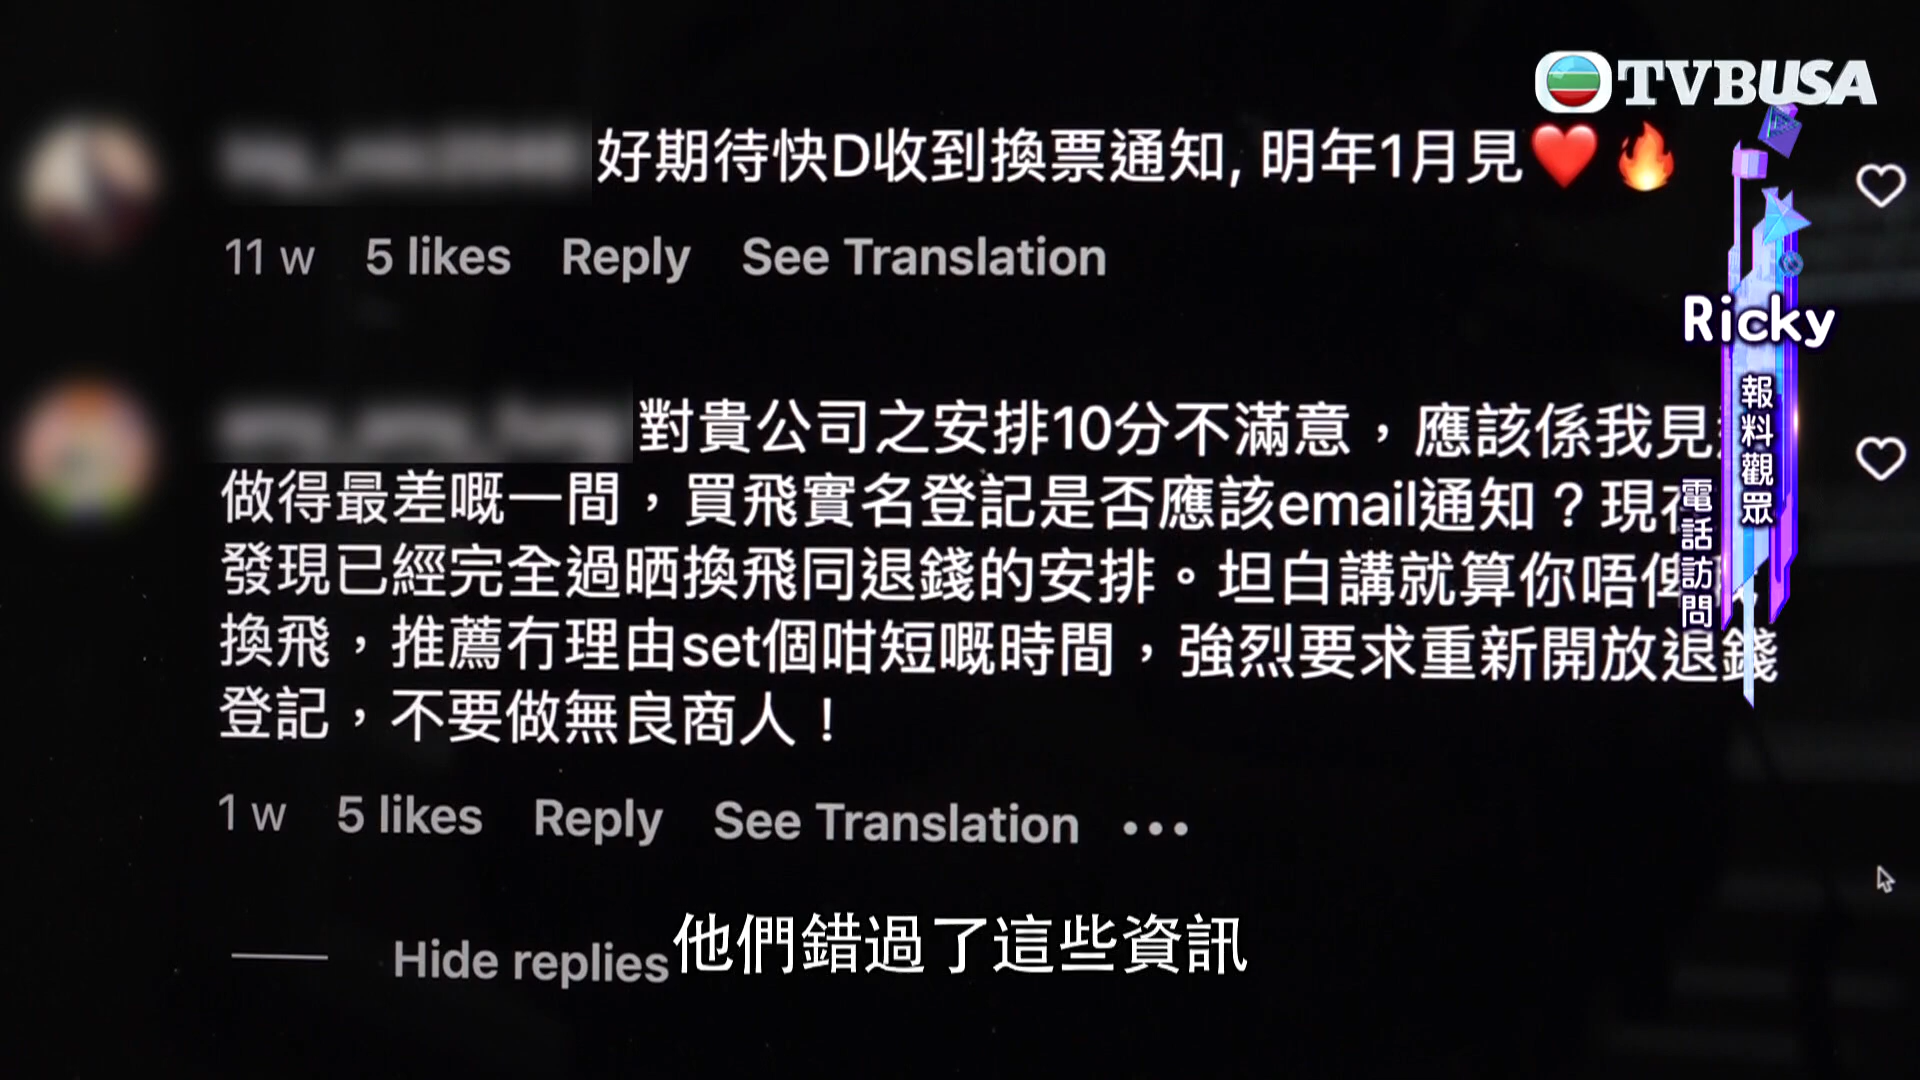 TVBUSA
好期待快D收到換票通知, 明年1月見❤️🔥
11 w 5 likes Reply See Translation
對貴公司之安排10分不滿意，應該係我見
做得最差嘅一間，買飛實名登記是否應該email通知？現在
發現已經完全過晒換飛同退錢的安排。坦白講就算你唔俾
換飛，推薦冇理由set個咁短嘅時間，強烈要求重新開放退錢
登記，不要做無良商人！
1 w 5 likes Reply See Translation •••
Hide replies
Ricky
報料觀眾
電話訪問
他們錯過了這些資訊